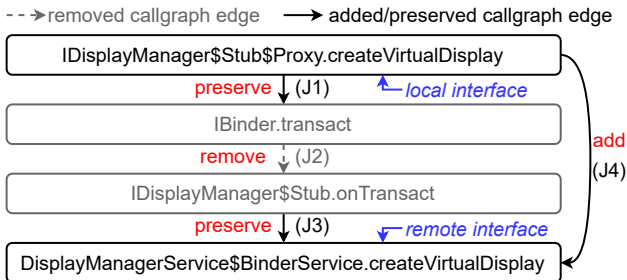 removed callgraph edge added/preserved callgraph edge
IDisplayManager$Stub$Proxy.createVirtualDisplay
preserve (J1) local interface
IBinder.transact
add
remove (J2)
(J4)
IDisplayManager$Stub.onTransact
preserve (J3) remote interface
DisplayManagerService$BinderService.createVirtualDisplay